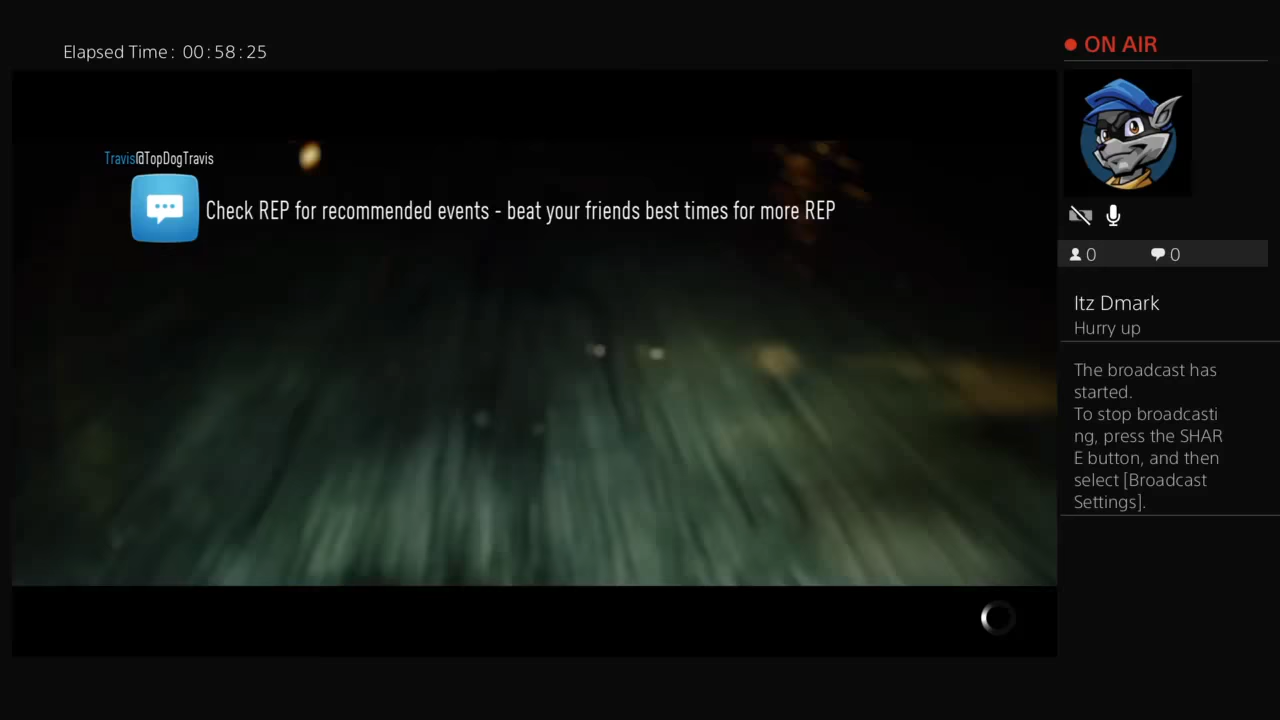 Elapsed Time: 00:58:25
ON AIR
Travis@TopDogTravis
Check REP for recommended events - beat your friends best times for more REP
0 0
Itz Dmark
Hurry up
The broadcast has
started.
To stop broadcasti
ng, press the SHAR
E button, and then
select [Broadcast
Settings].